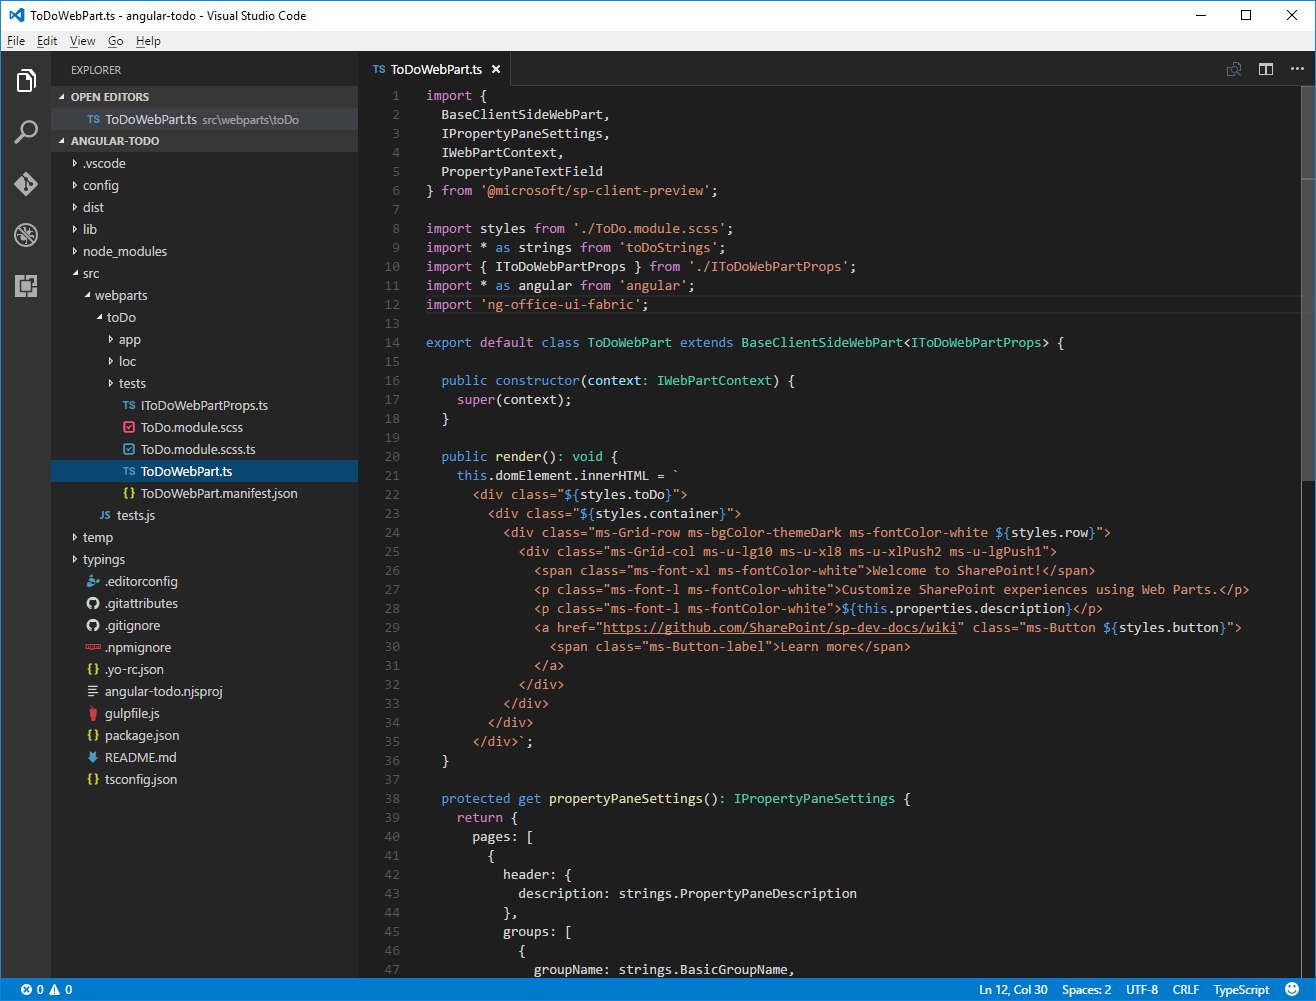 ToDoWebPart.ts - angular-todo - Visual Studio Code
File Edit View Go Help
EXPLORER
OPEN EDITORS
TS ToDoWebPart.ts src\webparts\toDo
ANGULAR-TODO
.vscode
config
dist
lib
node_modules
src
webparts
toDo
app
loc
tests
TS IToDoWebPartProps.ts
ToDo.module.scss
ToDo.module.scss.ts
TS ToDoWebPart.ts
{} ToDoWebPart.manifest.json
JS tests.js
temp
typings
.editorconfig
.gitattributes
.gitignore
.npmignore
{} .yo-rc.json
angular-todo.njsproj
gulpfile.js
{} package.json
README.md
{} tsconfig.json
TS ToDoWebPart.ts
1 import {
2   BaseClientSideWebPart,
3   IPropertyPaneSettings,
4   IWebPartContext,
5   PropertyPaneTextField
6 } from '@microsoft/sp-client-preview';
7
8 import styles from './ToDo.module.scss';
9 import * as strings from 'toDoStrings';
10 import { IToDoWebPartProps } from './IToDoWebPartProps';
11 import * as angular from 'angular';
12 import 'ng-office-ui-fabric';
13
14 export default class ToDoWebPart extends BaseClientSideWebPart<IToDoWebPartProps> {
15
16   public constructor(context: IWebPartContext) {
17     super(context);
18   }
19
20   public render(): void {
21     this.domElement.innerHTML = `
22       <div class="${styles.toDo}">
23         <div class="${styles.container}">
24           <div class="ms-Grid-row ms-bgColor-themeDark ms-fontColor-white ${styles.row}">
25             <div class="ms-Grid-col ms-u-lg10 ms-u-xl8 ms-u-xlPush2 ms-u-lgPush1">
26               <span class="ms-font-xl ms-fontColor-white">Welcome to SharePoint!</span>
27               <p class="ms-font-l ms-fontColor-white">Customize SharePoint experiences using Web Parts.</p>
28               <p class="ms-font-l ms-fontColor-white">${this.properties.description}</p>
29               <a href="https://github.com/SharePoint/sp-dev-docs/wiki" class="ms-Button ${styles.button}">
30                 <span class="ms-Button-label">Learn more</span>
31               </a>
32             </div>
33           </div>
34         </div>
35       </div>`;
36   }
37
38   protected get propertyPaneSettings(): IPropertyPaneSettings {
39     return {
40       pages: [
41         {
42           header: {
43             description: strings.PropertyPaneDescription
44           },
45           groups: [
46             {
47               groupName: strings.BasicGroupName,
0 0 Ln 12, Col 30 Spaces: 2 UTF-8 CRLF TypeScript